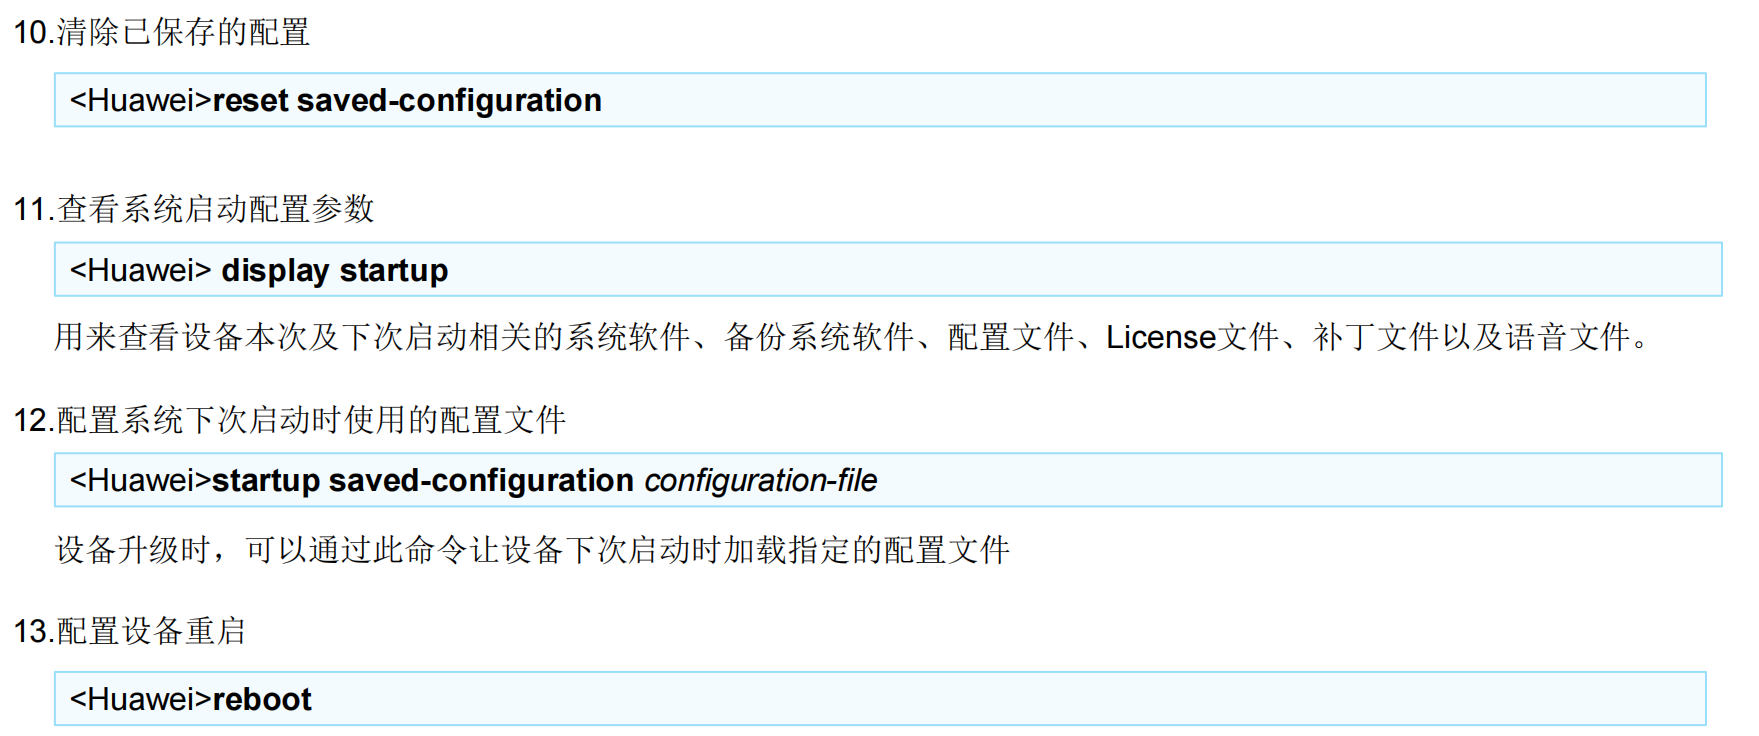 10.清除已保存的配置
<Huawei>reset saved-configuration
11.查看系统启动配置参数
<Huawei> display startup
用来查看设备本次及下次启动相关的系统软件、备份系统软件、配置文件、License文件、补丁文件以及语音文件。
12.配置系统下次启动时使用的配置文件
<Huawei>startup saved-configuration configuration-file
设备升级时，可以通过此命令让设备下次启动时加载指定的配置文件
13.配置设备重启
<Huawei>reboot